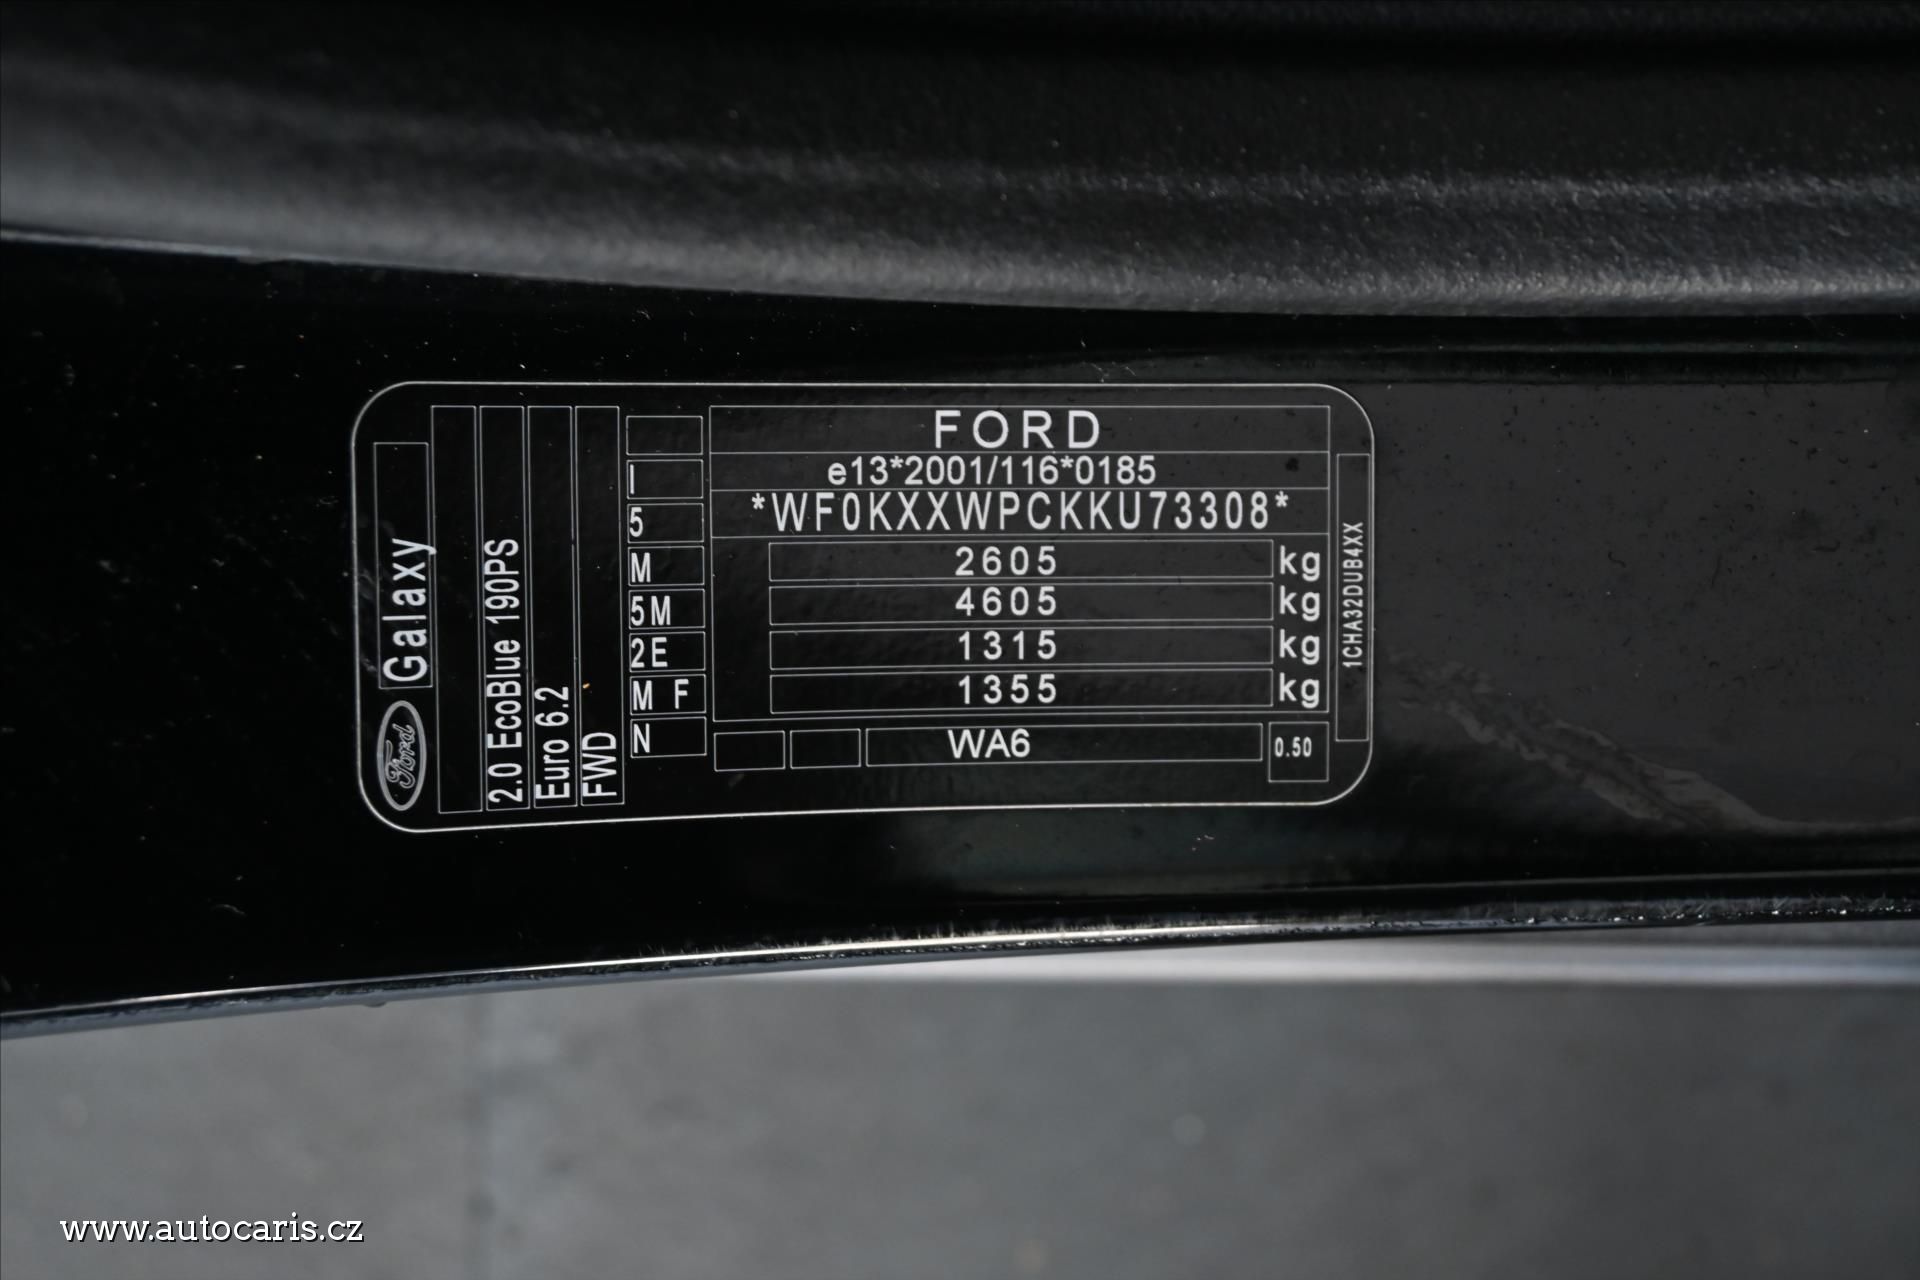 FORD
e13*2001/116*0185
*WF0KXXWPCKKU73308*
2605 kg
4605 kg
1315 kg
1355 kg
WA6
0.50
1CHA32DUB4XX
I
5
M
5M
2E
M F
N
Ford
Galaxy
2.0 EcoBlue 190PS
Euro 6.2
FWD
www.autocaris.cz